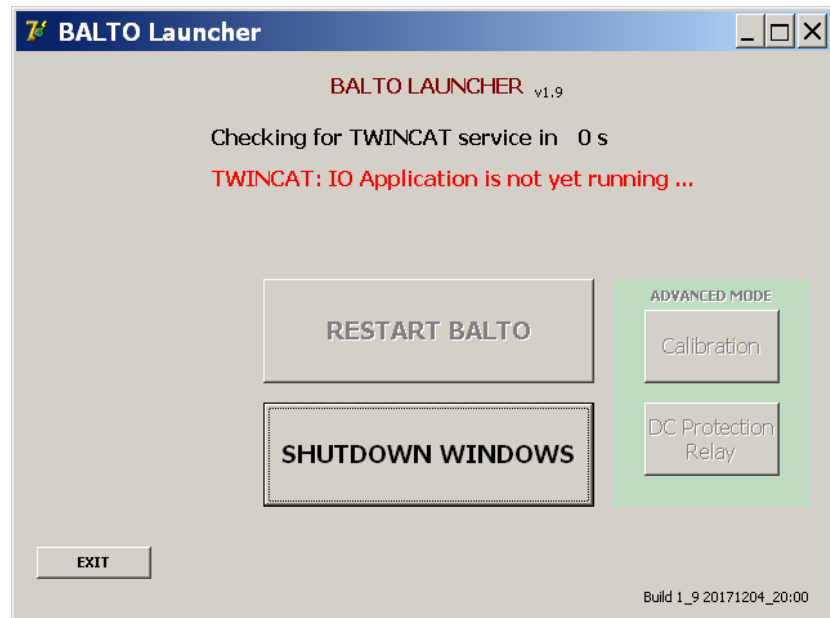 BALTO Launcher
BALTO LAUNCHER v1.9
Checking for TWINCAT service in 0 s
TWINCAT: IO Application is not yet running ...
RESTART BALTO
ADVANCED MODE
Calibration
SHUTDOWN WINDOWS
DC Protection
Relay
EXIT
Build 1_9 20171204_20:00